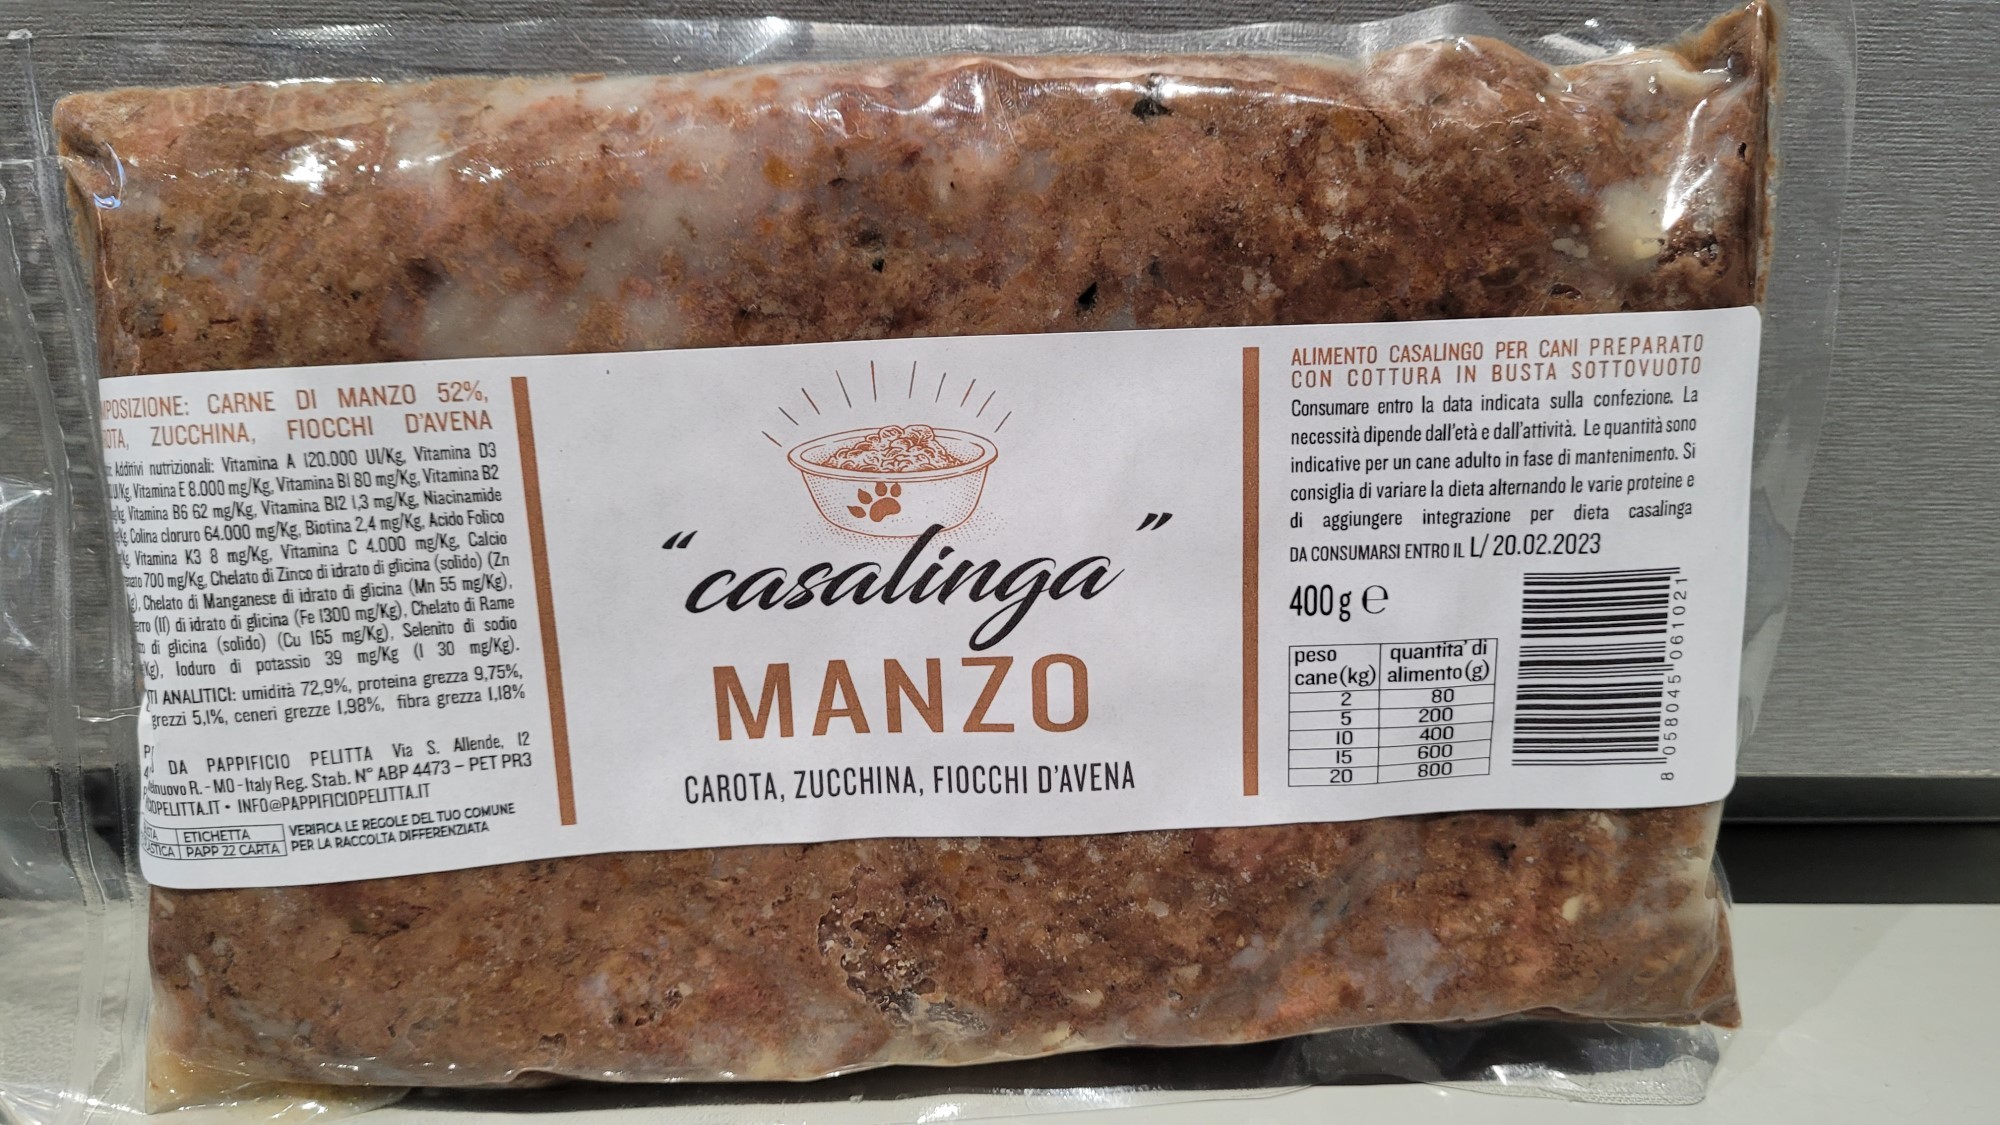 CARNE DI MANZO 52%,
ZUCCHINA, FIOCCHI D'AVENA
Additivi nutrizionali: Vitamina A 120.000 UI/Kg, Vitamina D3
Vitamina E 8.000 mg/Kg, Vitamina B1 80 mg/Kg, Vitamina B2
Vitamina B6 62 mg/Kg, Vitamina B12 1,3 mg/Kg, Niacinamide
Colina cloruro 64.000 mg/Kg, Biotina 2,4 mg/Kg, Acido Folico
Vitamina K3 8 mg/Kg, Vitamina C 4.000 mg/Kg, Calcio
700 mg/Kg, Chelato di Zinco di idrato di glicina (solido) (Zn
Chelato di Manganese di idrato di glicina (Mn 55 mg/Kg),
(II) di idrato di glicina (Fe 1300 mg/Kg), Chelato di Rame
di glicina (solido) (Cu 165 mg/Kg), Selenito di sodio
Ioduro di potassio 39 mg/Kg (I 30 mg/Kg).
ANALITICI: umidità 72,9%, proteina grezza 9,75%,
grezzi 5,1%, ceneri grezze 1,98%, fibra grezza 1,18%
DA PAPPIFICIO PELITTA Via S. Allende, 12
R. - MO - Italy Reg. Stab. N° ABP 4473 - PET PR3
• INFO@PAPPIFICIOPELITTA.IT
ETICHETTA
PAPP 22 CARTA
VERIFICA LE REGOLE DEL TUO COMUNE
PER LA RACCOLTA DIFFERENZIATA
"casalinga"
MANZO
CAROTA, ZUCCHINA, FIOCCHI D'AVENA
ALIMENTO CASALINGO PER CANI PREPARATO
CON COTTURA IN BUSTA SOTTOVUOTO
Consumare entro la data indicata sulla confezione. La
necessità dipende dall'età e dall'attività. Le quantità sono
indicative per un cane adulto in fase di mantenimento. Si
consiglia di variare la dieta alternando le varie proteine e
di aggiungere integrazione per dieta casalinga
DA CONSUMARSI ENTRO IL L/ 20.02.2023
400 g e
peso cane (kg) quantita' di alimento (g)
2 80
5 200
10 400
15 600
20 800
8 058045 061021